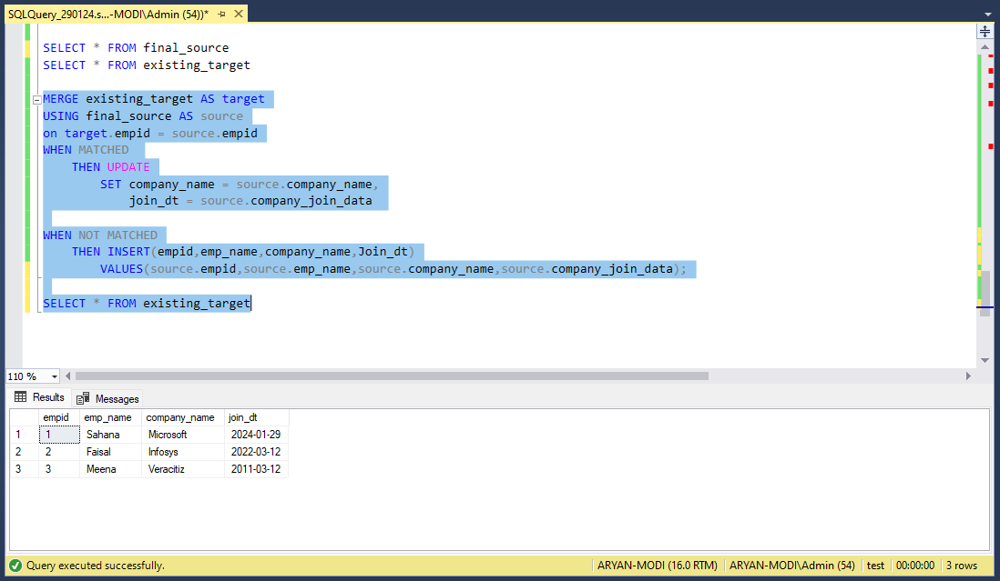 SQLQuery_290124.s...-MODI\Admin (54))*
SELECT * FROM final_source
SELECT * FROM existing_target
MERGE existing_target AS target
USING final_source AS source
on target.empid = source.empid
WHEN MATCHED
THEN UPDATE
SET company_name = source.company_name,
join_dt = source.company_join_data
WHEN NOT MATCHED
THEN INSERT(empid,emp_name,company_name,Join_dt)
VALUES(source.empid,source.emp_name,source.company_name,source.company_join_data);
SELECT * FROM existing_target
110 %
Results Messages
empid emp_name company_name join_dt
1 1 Sahana Microsoft 2024-01-29
2 2 Faisal Infosys 2022-03-12
3 3 Meena Veracitiz 2011-03-12
Query executed successfully. ARYAN-MODI (16.0 RTM) ARYAN-MODI\Admin (54) test 00:00:00 3 rows